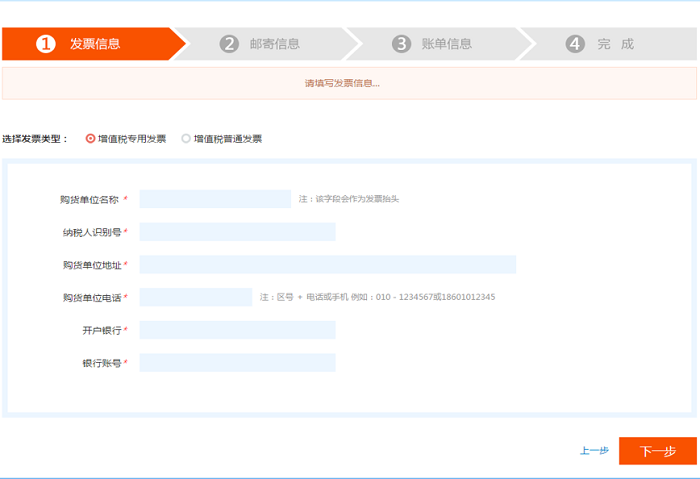 1 发票信息 2 邮寄信息 3 账单信息 4 完 成
请填写发票信息...
选择发票类型： 增值税专用发票 增值税普通发票
购货单位名称 * 注：该字段会作为发票抬头
纳税人识别号 *
购货单位地址 *
购货单位电话 * 注：区号 + 电话或手机 例如：010 - 1234567或18601012345
开户银行 *
银行账号 *
上一步 下一步